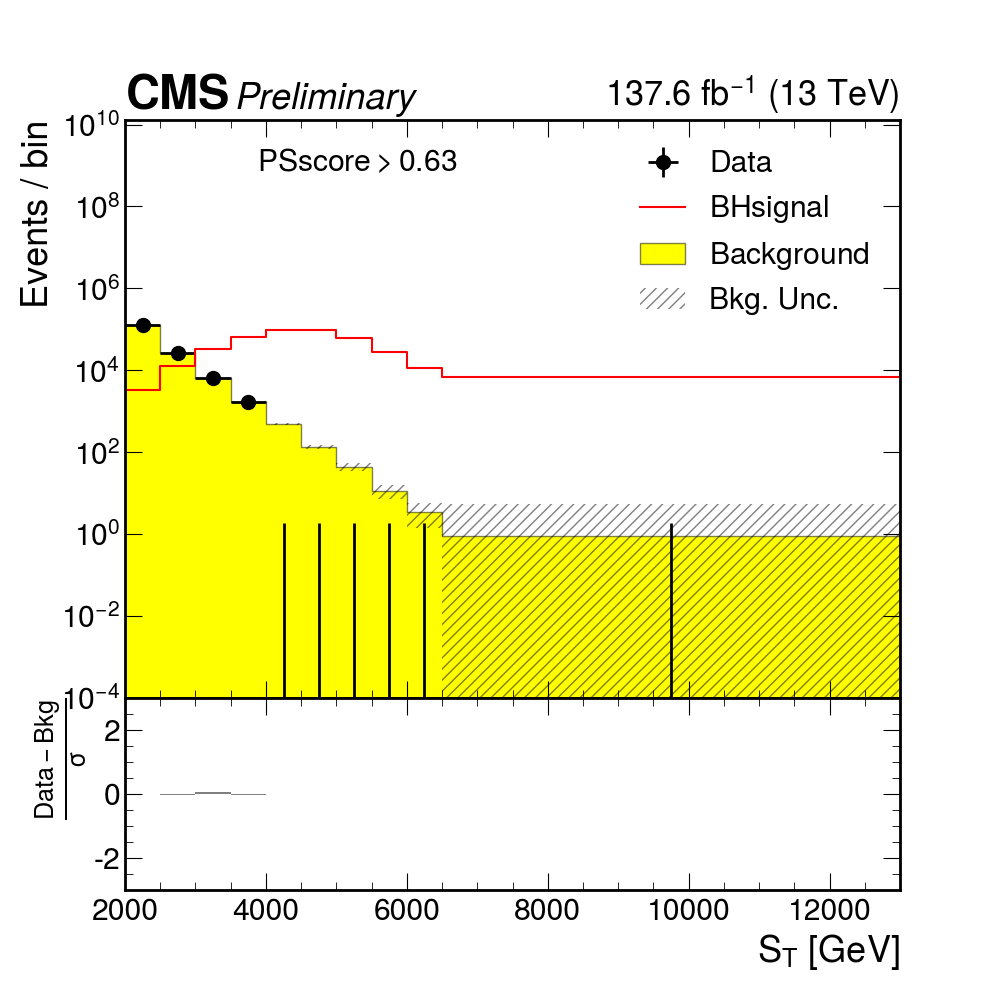 CMS Preliminary 137.6 fb⁻¹ (13 TeV)
Events / bin
10¹⁰
10⁸
10⁶
10⁴
10²
10⁰
10⁻²
10⁻⁴
PSscore > 0.63
Data
BHsignal
Background
Bkg. Unc.
Data – Bkg
σ
2
0
-2
2000 4000 6000 8000 10000 12000
S_T [GeV]